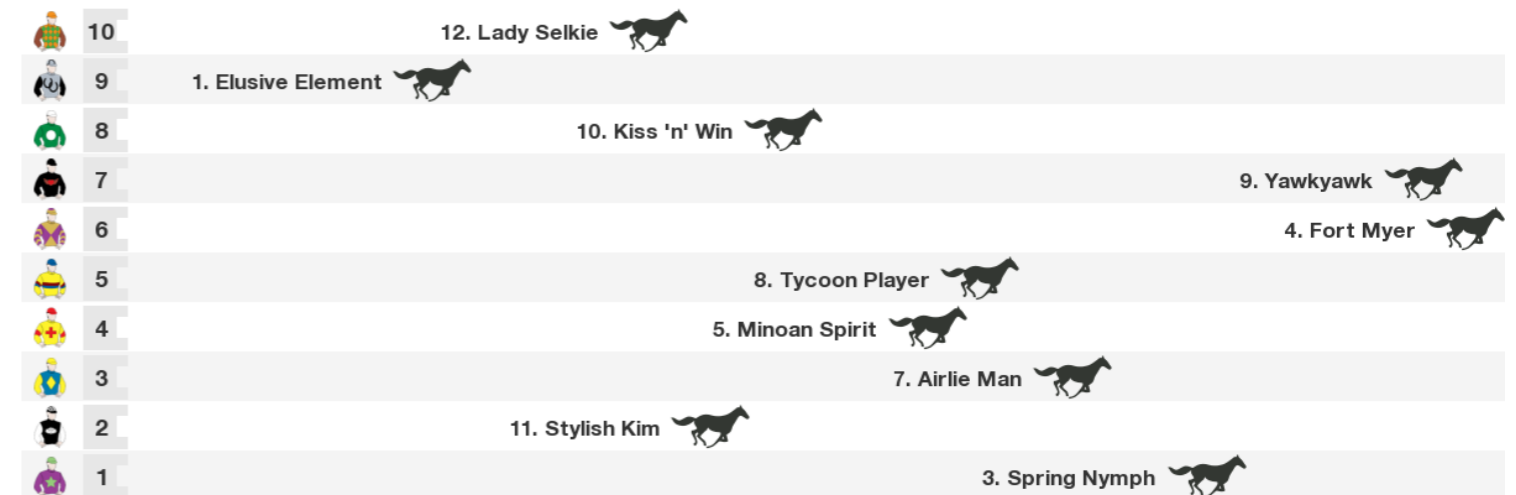 10 12. Lady Selkie
9 1. Elusive Element
8 10. Kiss 'n' Win
7 9. Yawkyawk
6 4. Fort Myer
5 8. Tycoon Player
4 5. Minoan Spirit
3 7. Airlie Man
2 11. Stylish Kim
1 3. Spring Nymph